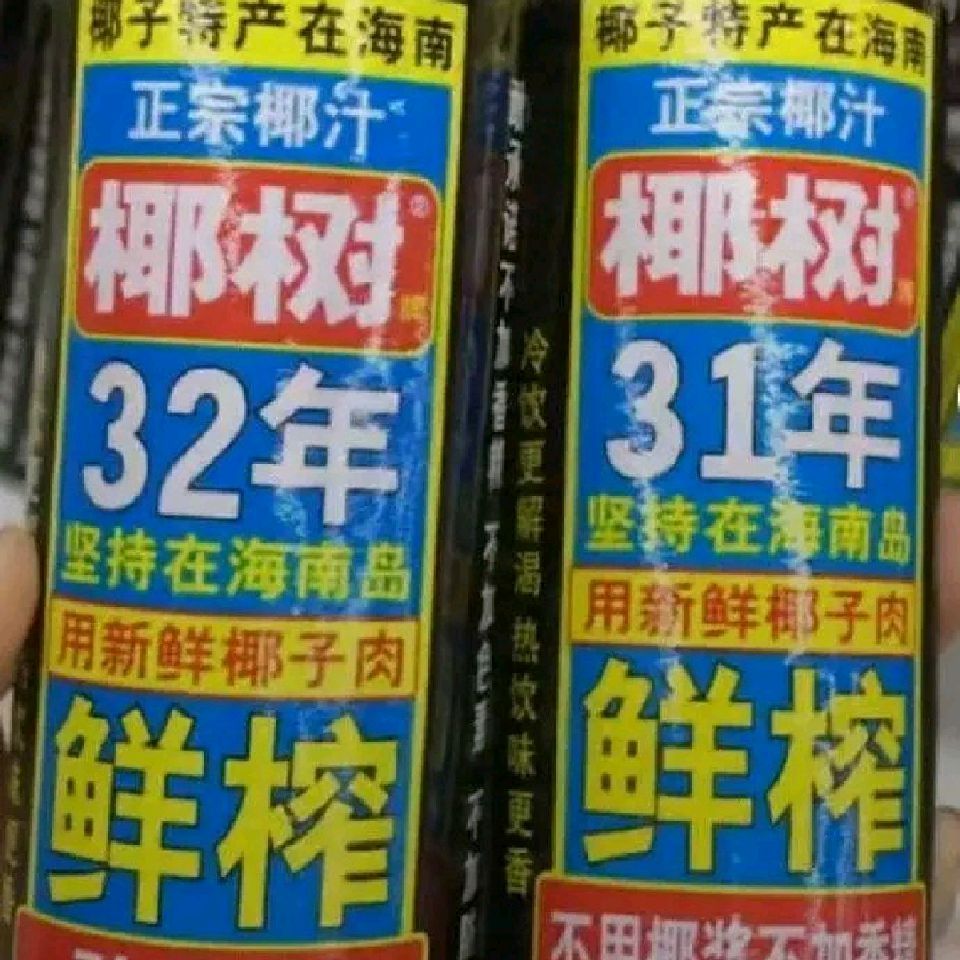 椰子特产在海南
正宗椰汁
椰树
32年
坚持在海南岛
用新鲜椰子肉
鲜榨
冷饮更解渴热饮味更香
椰子特产在海南
正宗椰汁
椰树
31年
坚持在海南岛
用新鲜椰子肉
鲜榨
不用椰浆不加香精